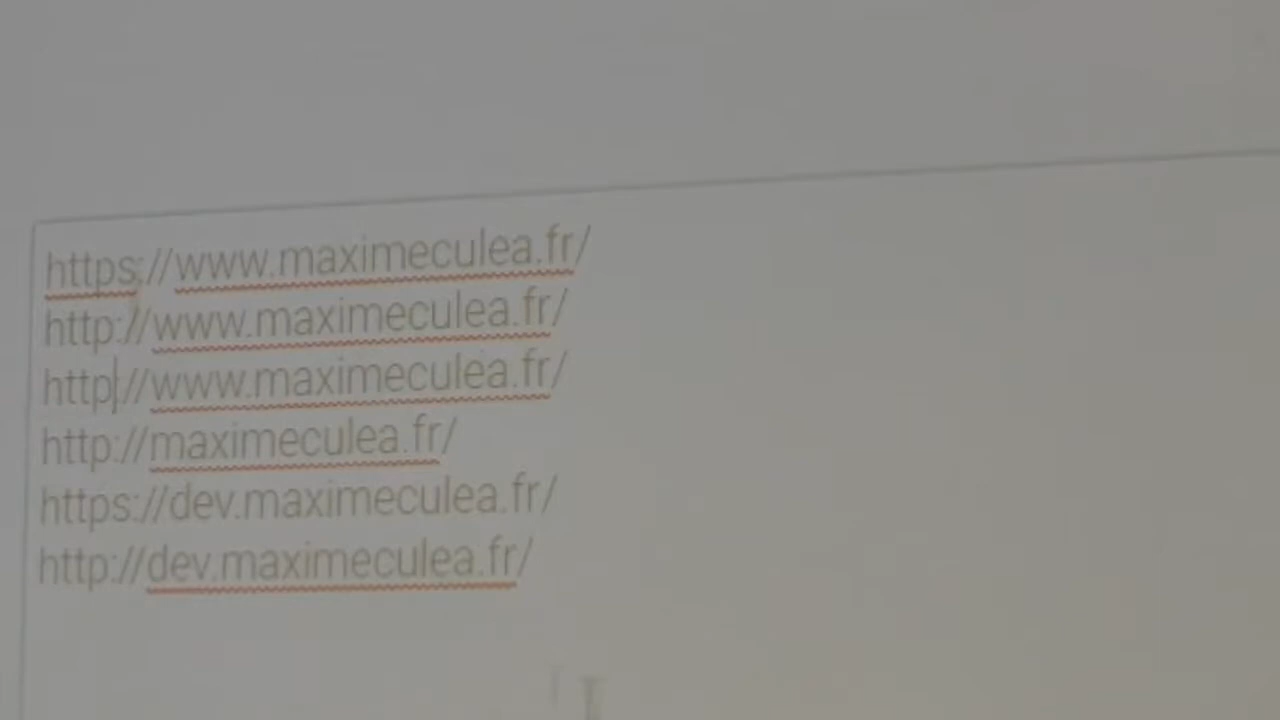 https://www.maximeculea.fr/
http://www.maximeculea.fr/
http://www.maximeculea.fr/
http://maximeculea.fr/
https://dev.maximeculea.fr/
http://dev.maximeculea.fr/